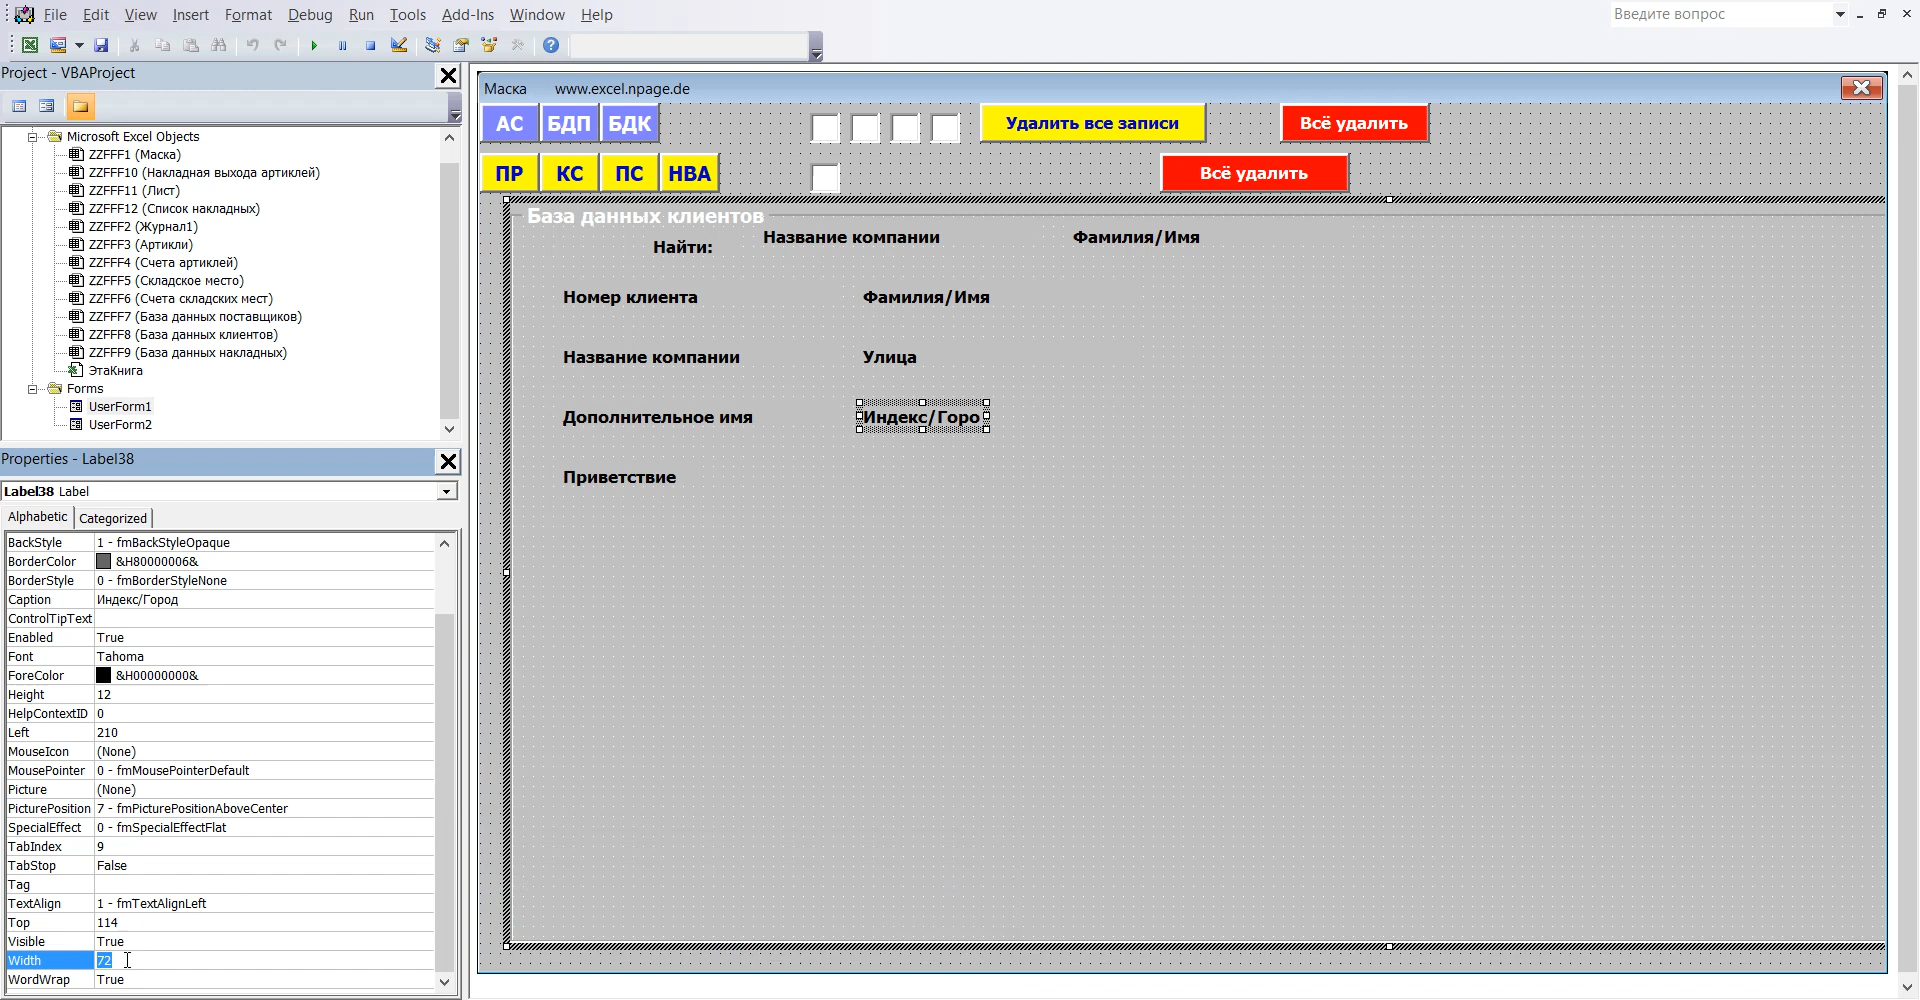 File Edit View Insert Format Debug Run Tools Add-Ins Window Help
Введите вопрос
Project - VBAProject
Microsoft Excel Objects
ZZFFF1 (Маска)
ZZFFF10 (Накладная выхода артиклей)
ZZFFF11 (Лист)
ZZFFF12 (Список накладных)
ZZFFF2 (Журнал1)
ZZFFF3 (Артикли)
ZZFFF4 (Счета артиклей)
ZZFFF5 (Складское место)
ZZFFF6 (Счета складских мест)
ZZFFF7 (База данных поставщиков)
ZZFFF8 (База данных клиентов)
ZZFFF9 (База данных накладных)
ЭтаКнига
Forms
UserForm1
UserForm2
Properties - Label38
Label38 Label
Alphabetic Categorized
BackStyle 1 - fmBackStyleOpaque
BorderColor &H80000006&
BorderStyle 0 - fmBorderStyleNone
Caption Индекс/Город
ControlTipText
Enabled True
Font Tahoma
ForeColor &H00000000&
Height 12
HelpContextID 0
Left 210
MouseIcon (None)
MousePointer 0 - fmMousePointerDefault
Picture (None)
PicturePosition 7 - fmPicturePositionAboveCenter
SpecialEffect 0 - fmSpecialEffectFlat
TabIndex 9
TabStop False
Tag
TextAlign 1 - fmTextAlignLeft
Top 114
Visible True
Width 72
WordWrap True
Маска www.excel.npage.de
АС БДП БДК Удалить все записи Всё удалить
ПР КС ПС НВА Всё удалить
База данных клиентов
Найти: Название компании Фамилия/Имя
Номер клиента Фамилия/Имя
Название компании Улица
Дополнительное имя Индекс/Горо
Приветствие